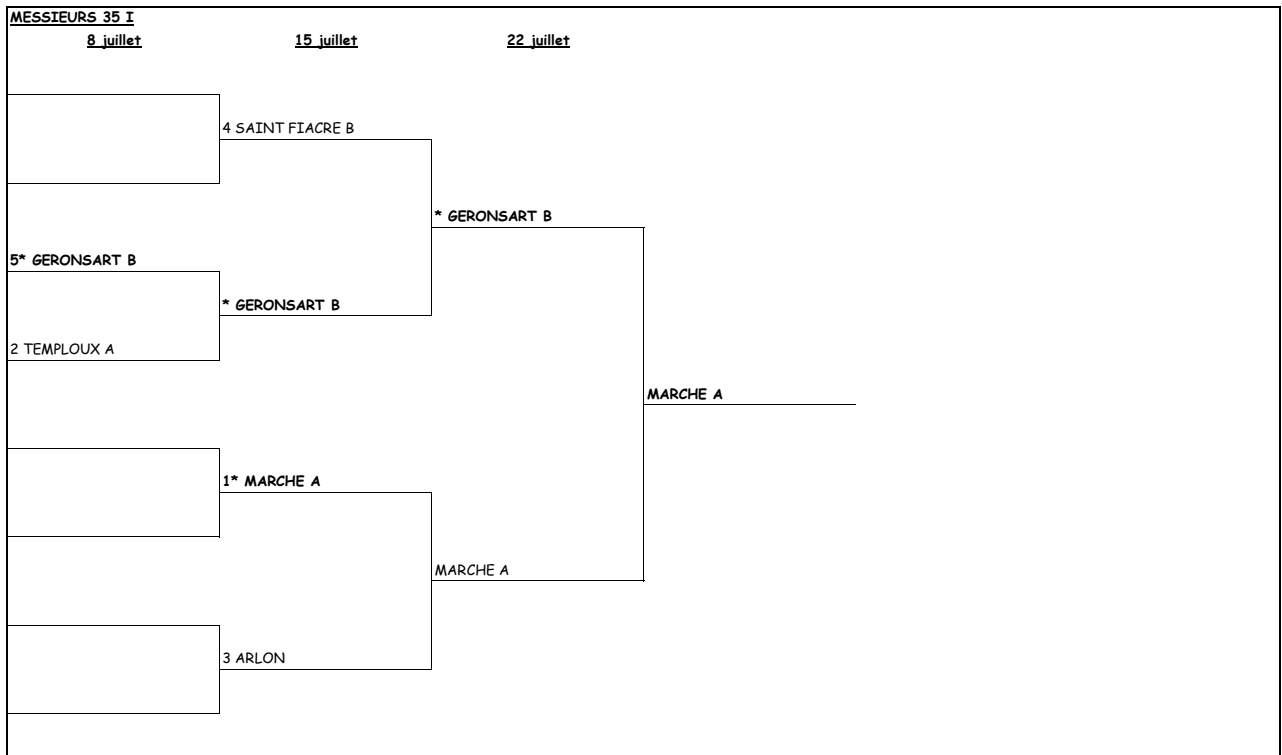 MESSIEURS 35 I
8 juillet 15 juillet 22 juillet
4 SAINT FIACRE B
* GERONSART B
5* GERONSART B
* GERONSART B
2 TEMPLOUX A
MARCHE A
1* MARCHE A
MARCHE A
3 ARLON